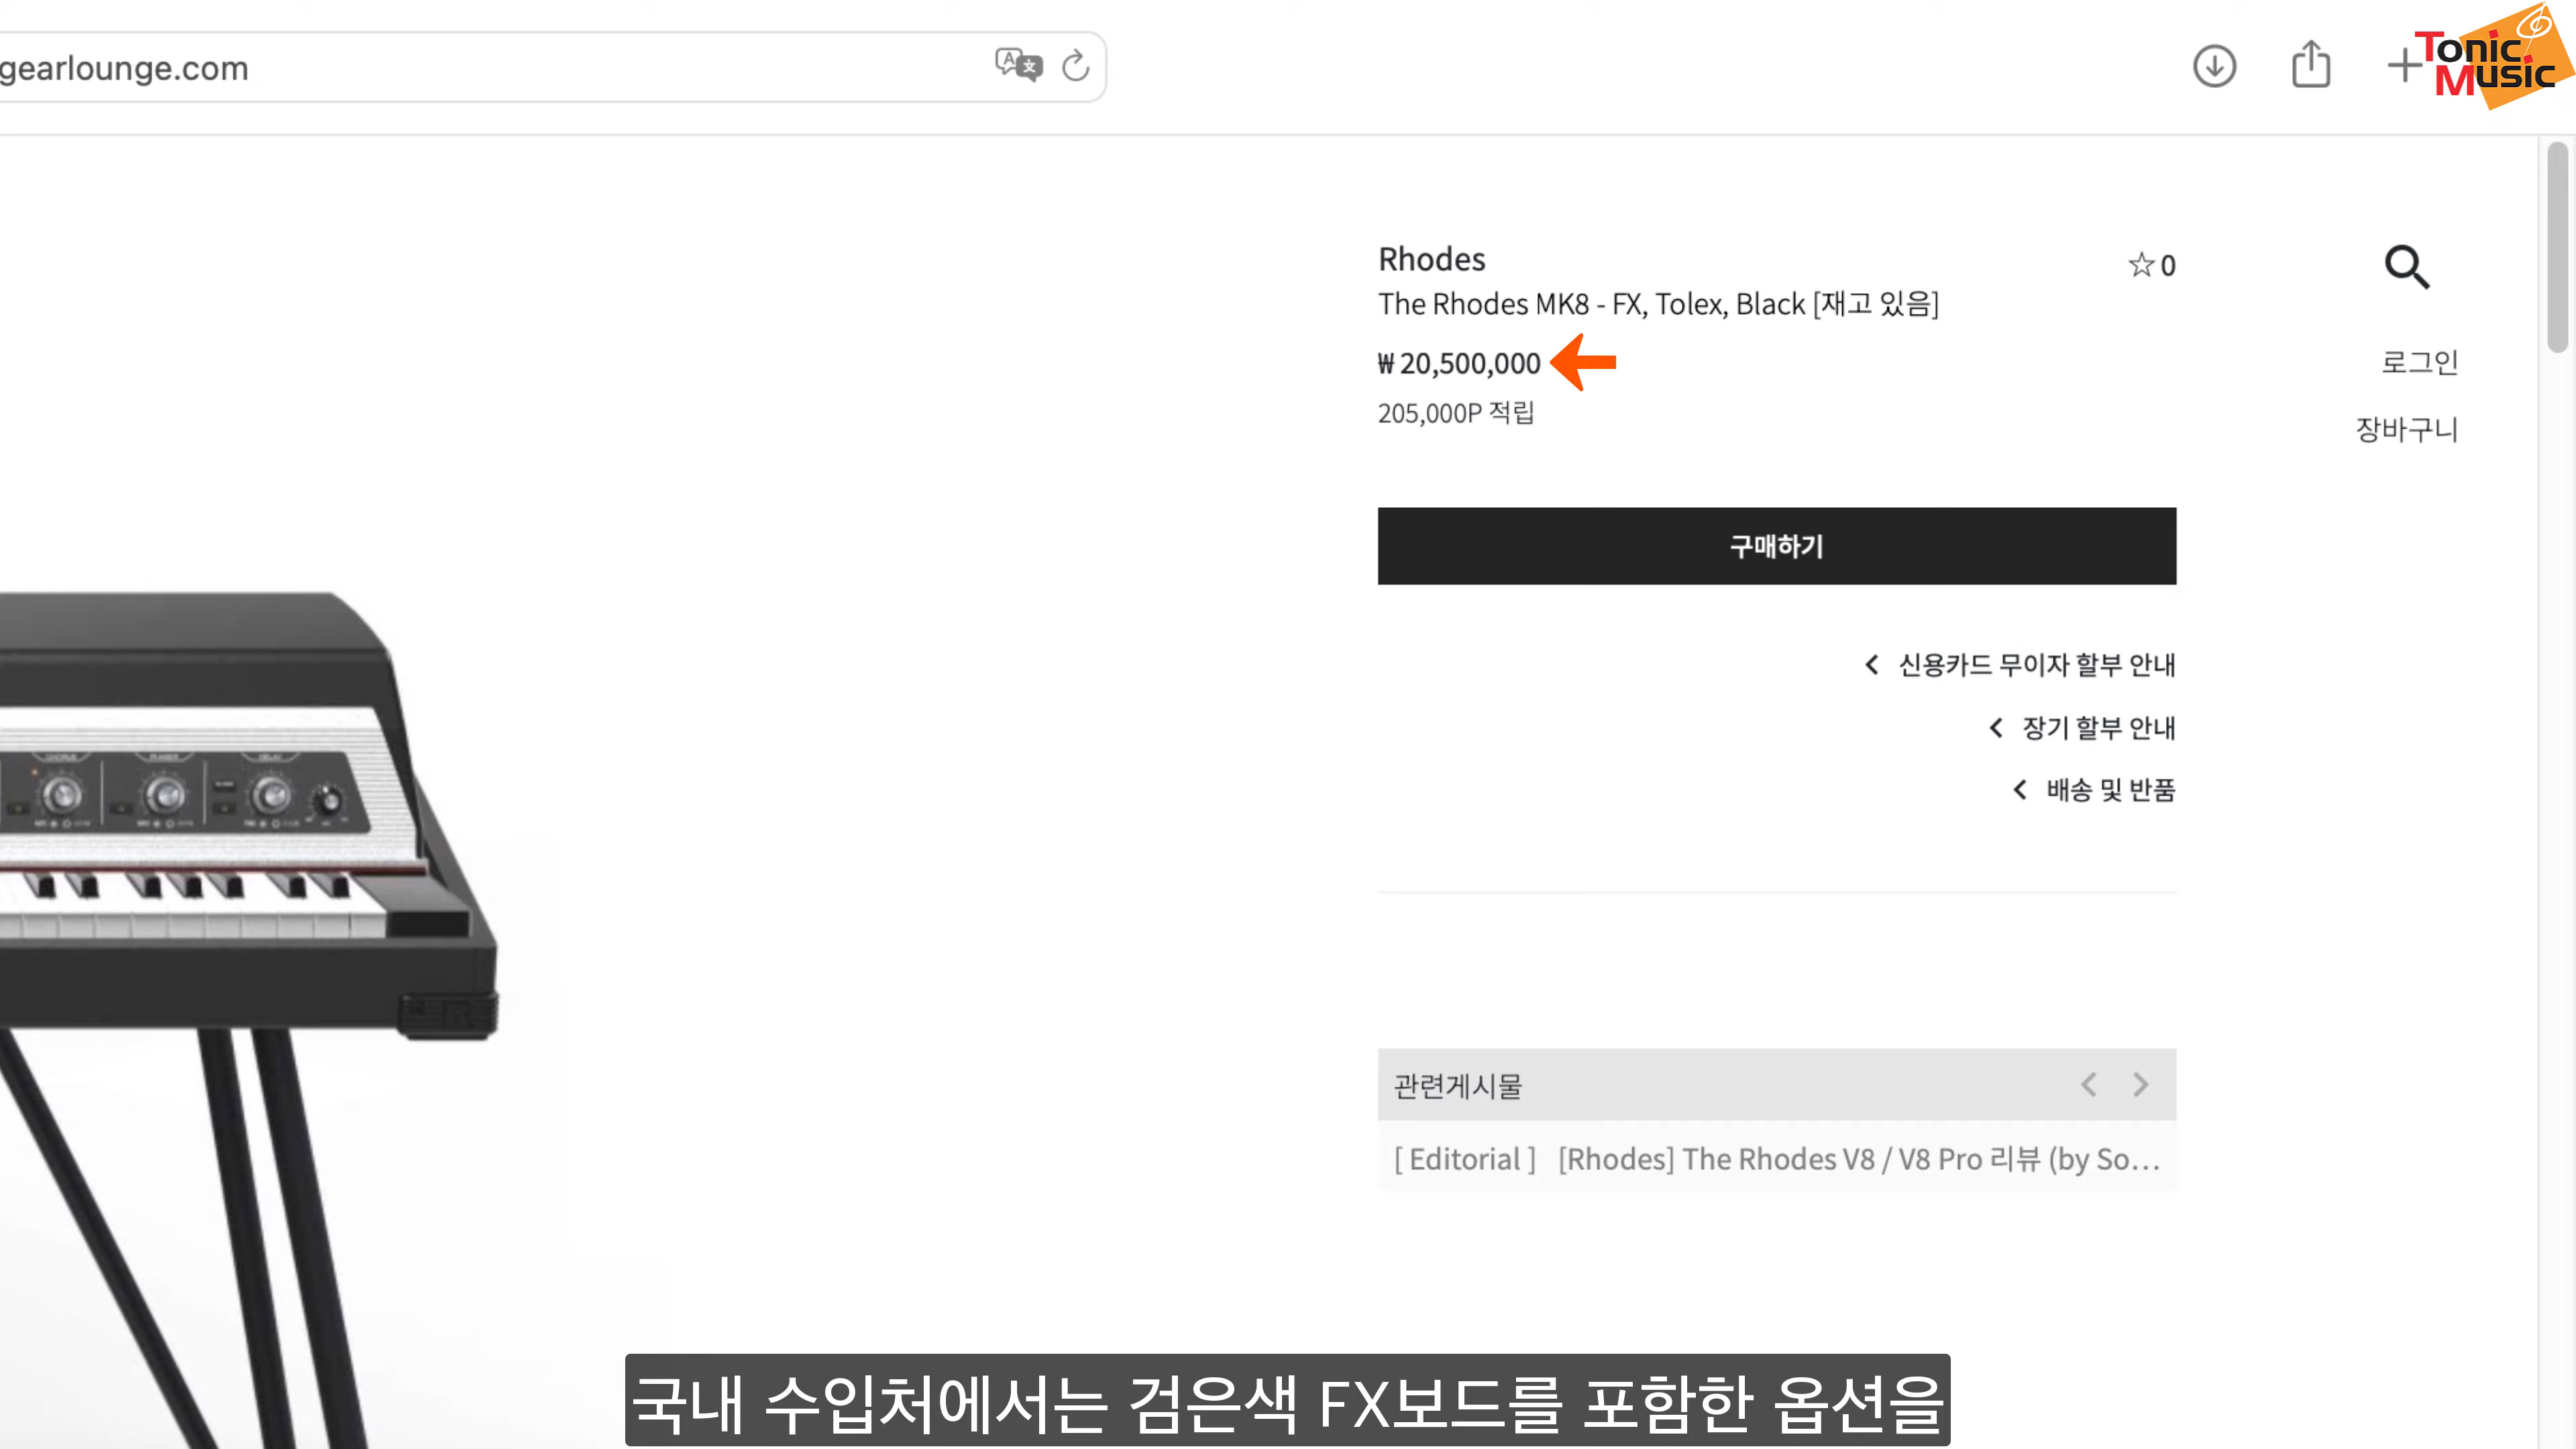 gearlounge.com
Tonic
Music
Rhodes
☆ 0
The Rhodes MK8 - FX, Tolex, Black [재고 있음]
₩ 20,500,000
로그인
205,000P 적립
장바구니
구매하기
신용카드 무이자 할부 안내
장기 할부 안내
배송 및 반품
CHORUS
PHASER
DELAY
관련게시물
[ Editorial ] [Rhodes] The Rhodes V8 / V8 Pro 리뷰 (by So...
국내 수입처에서는 검은색 FX보드를 포함한 옵션을